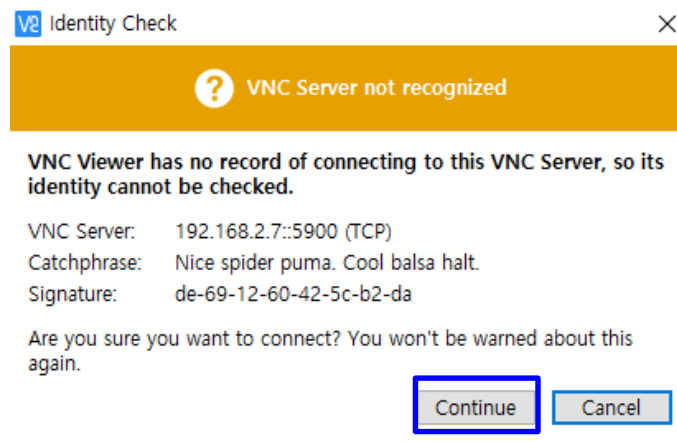 V2 Identity Check
VNC Server not recognized
VNC Viewer has no record of connecting to this VNC Server, so its
identity cannot be checked.
VNC Server: 192.168.2.7::5900 (TCP)
Catchphrase: Nice spider puma. Cool balsa halt.
Signature: de-69-12-60-42-5c-b2-da
Are you sure you want to connect? You won't be warned about this
again.
Continue Cancel